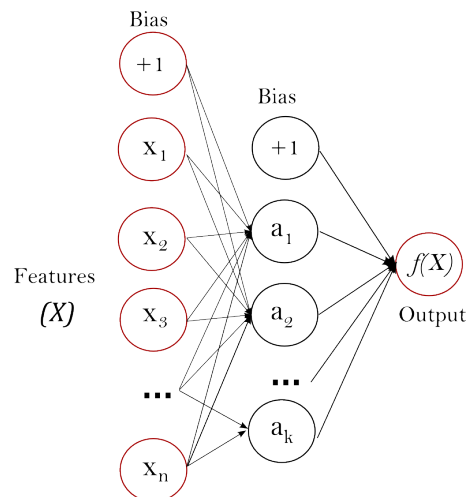 Bias
+1
x₁
x₂
x₃
...
xₙ
Features
(X)
Bias
+1
a₁
a₂
...
aₖ
f(X)
Output